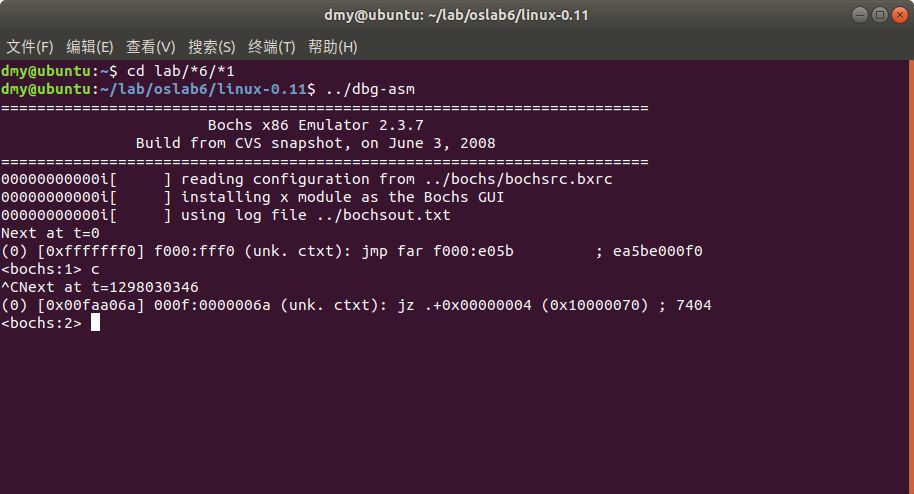 dmy@ubuntu: ~/lab/oslab6/linux-0.11
文件(F) 编辑(E) 查看(V) 搜索(S) 终端(T) 帮助(H)
dmy@ubuntu:~$ cd lab/*6/*1
dmy@ubuntu:~/lab/oslab6/linux-0.11$ ../dbg-asm
========================================================================
Bochs x86 Emulator 2.3.7
Build from CVS snapshot, on June 3, 2008
========================================================================
00000000000i[     ] reading configuration from ../bochs/bochsrc.bxrc
00000000000i[     ] installing x module as the Bochs GUI
00000000000i[     ] using log file ../bochsout.txt
Next at t=0
(0) [0xfffffff0] f000:fff0 (unk. ctxt): jmp far f000:e05b         ; ea5be000f0
<bochs:1> c
^CNext at t=1298030346
(0) [0x00faa06a] 000f:0000006a (unk. ctxt): jz .+0x00000004 (0x10000070) ; 7404
<bochs:2>